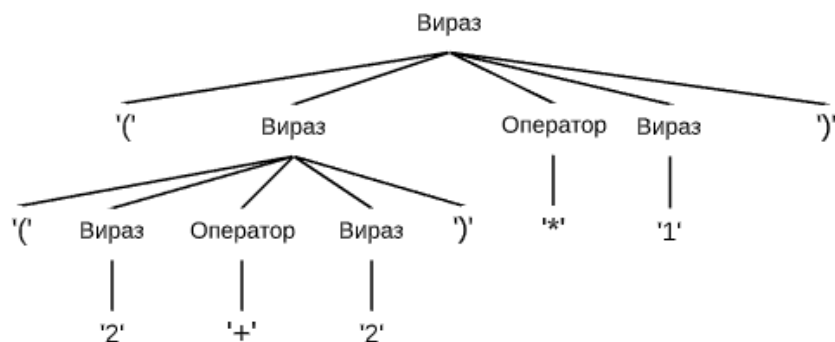 Вираз
'(' Вираз Оператор Вираз ')'
'(' Вираз Оператор Вираз ')' '*' '1'
'2' '+' '2'